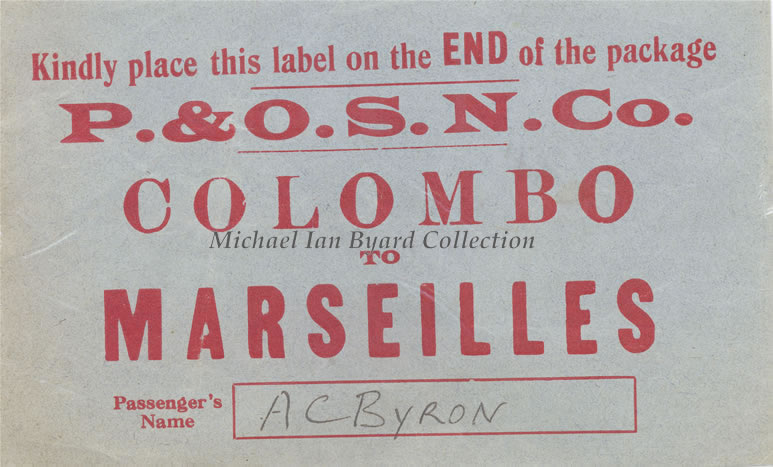 Kindly place this label on the END of the package
P.&O.S.N.Co.
COLOMBO
Michael Ian Byard Collection
TO
MARSEILLES
Passenger's
Name
A C BYRON